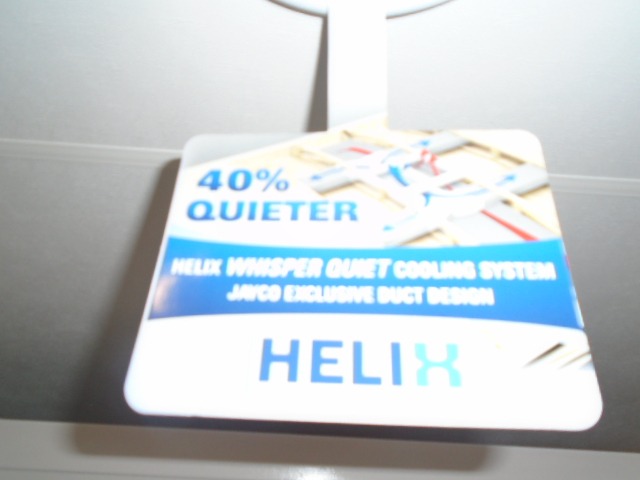 40%
QUIETER
HELIX WHISPER QUIET COOLING SYSTEM
JAYCO EXCLUSIVE DUCT DESIGN
HELIX